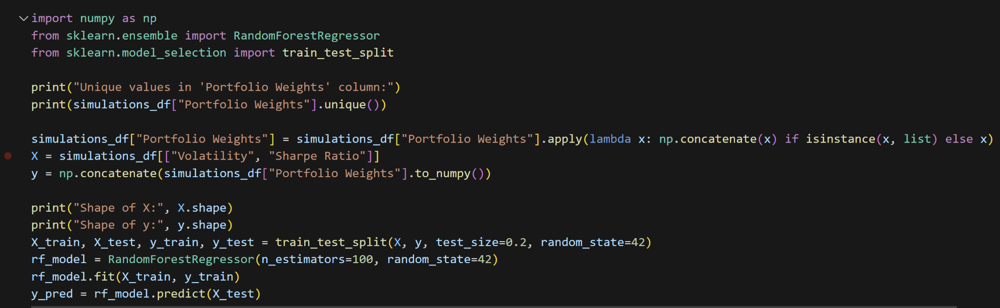 import numpy as np
from sklearn.ensemble import RandomForestRegressor
from sklearn.model_selection import train_test_split
print("Unique values in 'Portfolio Weights' column:")
print(simulations_df["Portfolio Weights"].unique())
simulations_df["Portfolio Weights"] = simulations_df["Portfolio Weights"].apply(lambda x: np.concatenate(x) if isinstance(x, list) else x)
X = simulations_df[["Volatility", "Sharpe Ratio"]]
y = np.concatenate(simulations_df["Portfolio Weights"].to_numpy())
print("Shape of X:", X.shape)
print("Shape of y:", y.shape)
X_train, X_test, y_train, y_test = train_test_split(X, y, test_size=0.2, random_state=42)
rf_model = RandomForestRegressor(n_estimators=100, random_state=42)
rf_model.fit(X_train, y_train)
y_pred = rf_model.predict(X_test)